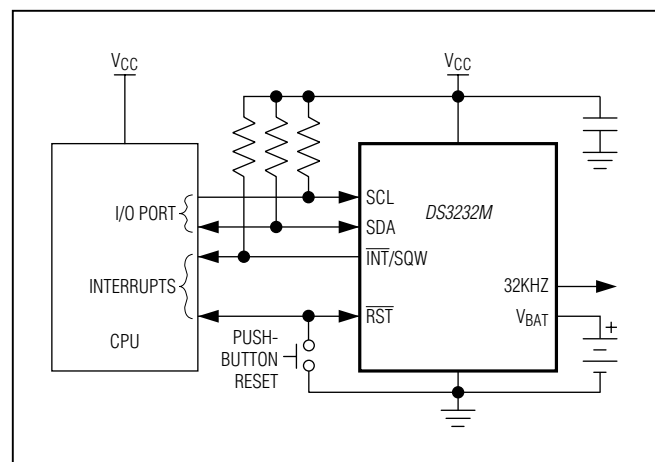 VCC
VCC
I/O PORT
INTERRUPTS
CPU
SCL
SDA
INT/SQW
RST
DS3232M
32KHZ
VBAT
+
PUSH-
BUTTON
RESET